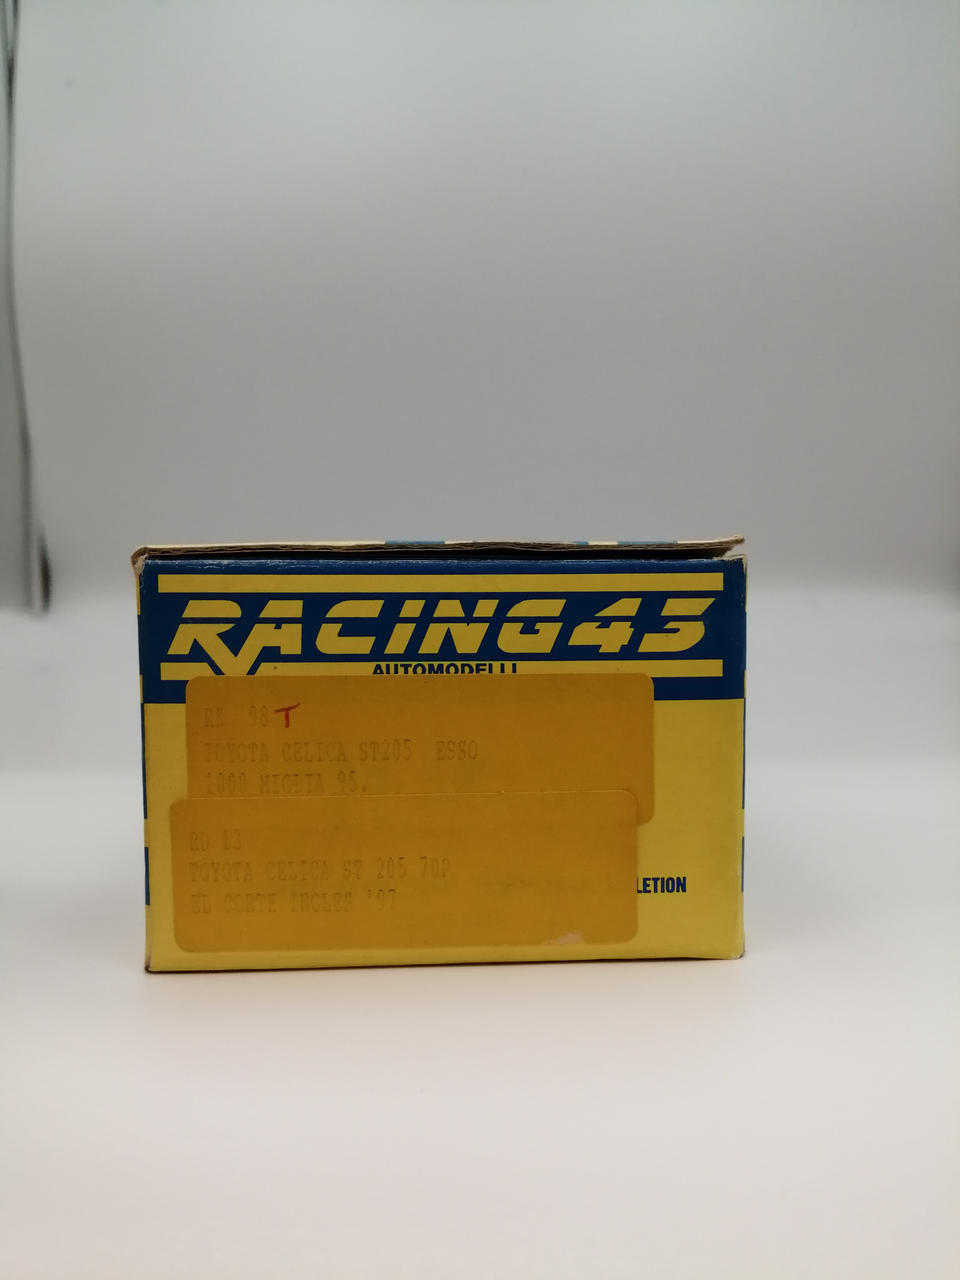 RACING43
AUTOMODELLI
RK 98 T
TOYOTA CELICA ST205 ESSO
1000 MIGLIA 95.
RD 13
TOYOTA CELICA ST 205 7UP
EL CORTE INGLES '97
LETION